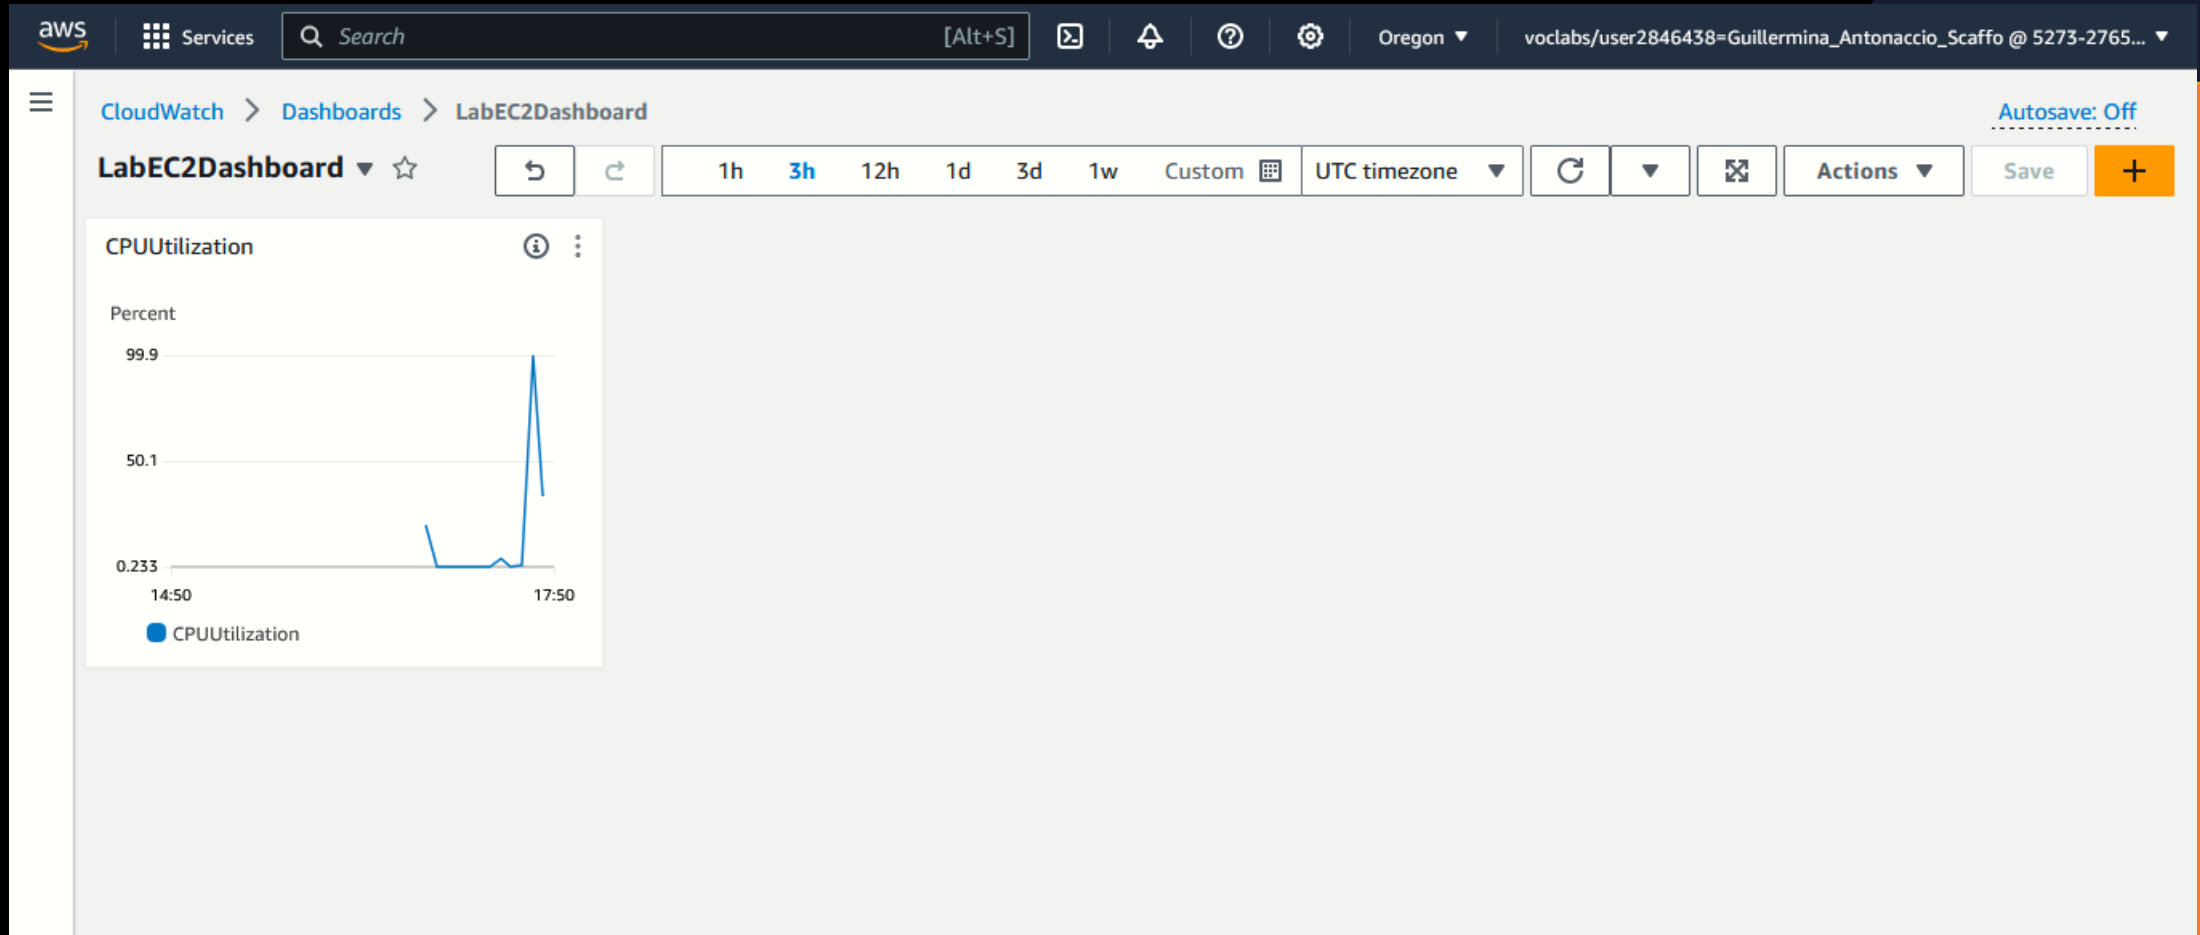 aws Services Search [Alt+S] Oregon voclabs/user2846438=Guillermina_Antonaccio_Scaffo @ 5273-2765...
CloudWatch Dashboards LabEC2Dashboard Autosave: Off
LabEC2Dashboard 1h 3h 12h 1d 3d 1w Custom UTC timezone Actions Save
CPUUtilization
Percent
99.9
50.1
0.233
14:50 17:50
CPUUtilization